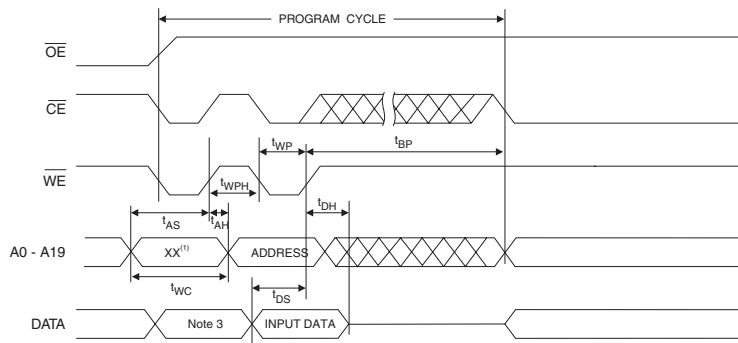 PROGRAM CYCLE
OE
CE
tWP
tBP
WE
tWPH
tDH
tAS
tAH
A0 - A19
XX(1)
ADDRESS
tWC
tDS
DATA
Note 3
INPUT DATA